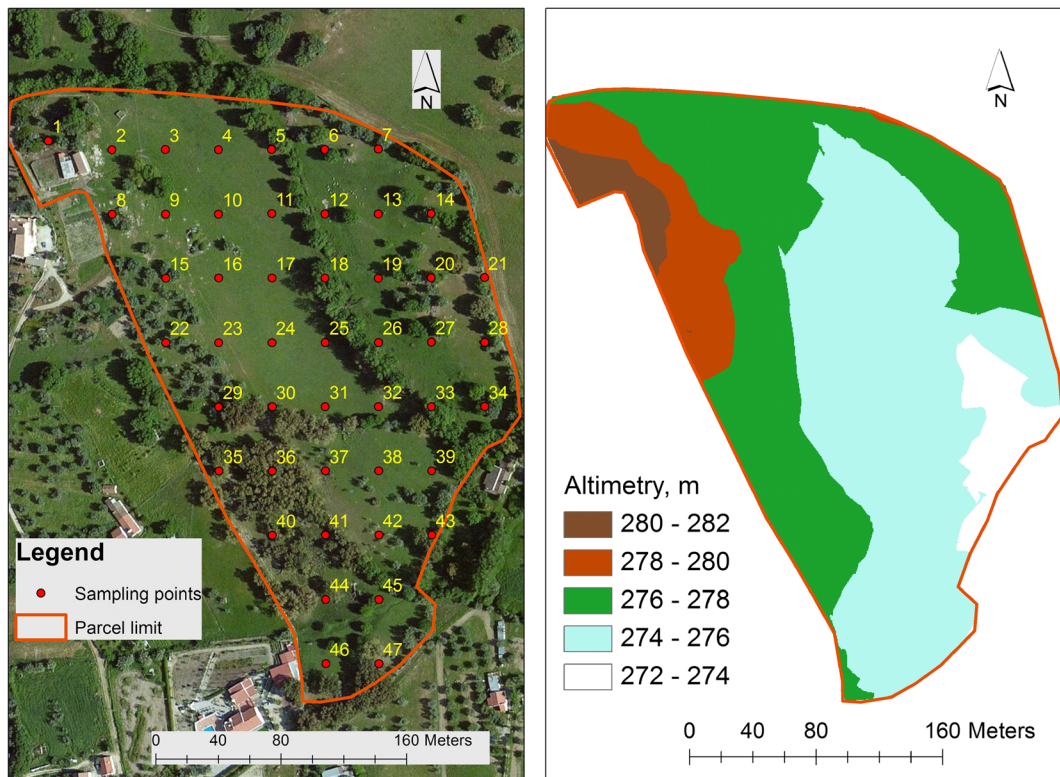 N
1
2 3 4 5 6 7
8 9 10 11 12 13 14
15 16 17 18 19 20 21
22 23 24 25 26 27 28
29 30 31 32 33 34
35 36 37 38 39
40 41 42 43
44 45
46 47
Legend
Sampling points
Parcel limit
0 40 80 160 Meters
N
Altimetry, m
280 - 282
278 - 280
276 - 278
274 - 276
272 - 274
0 40 80 160 Meters